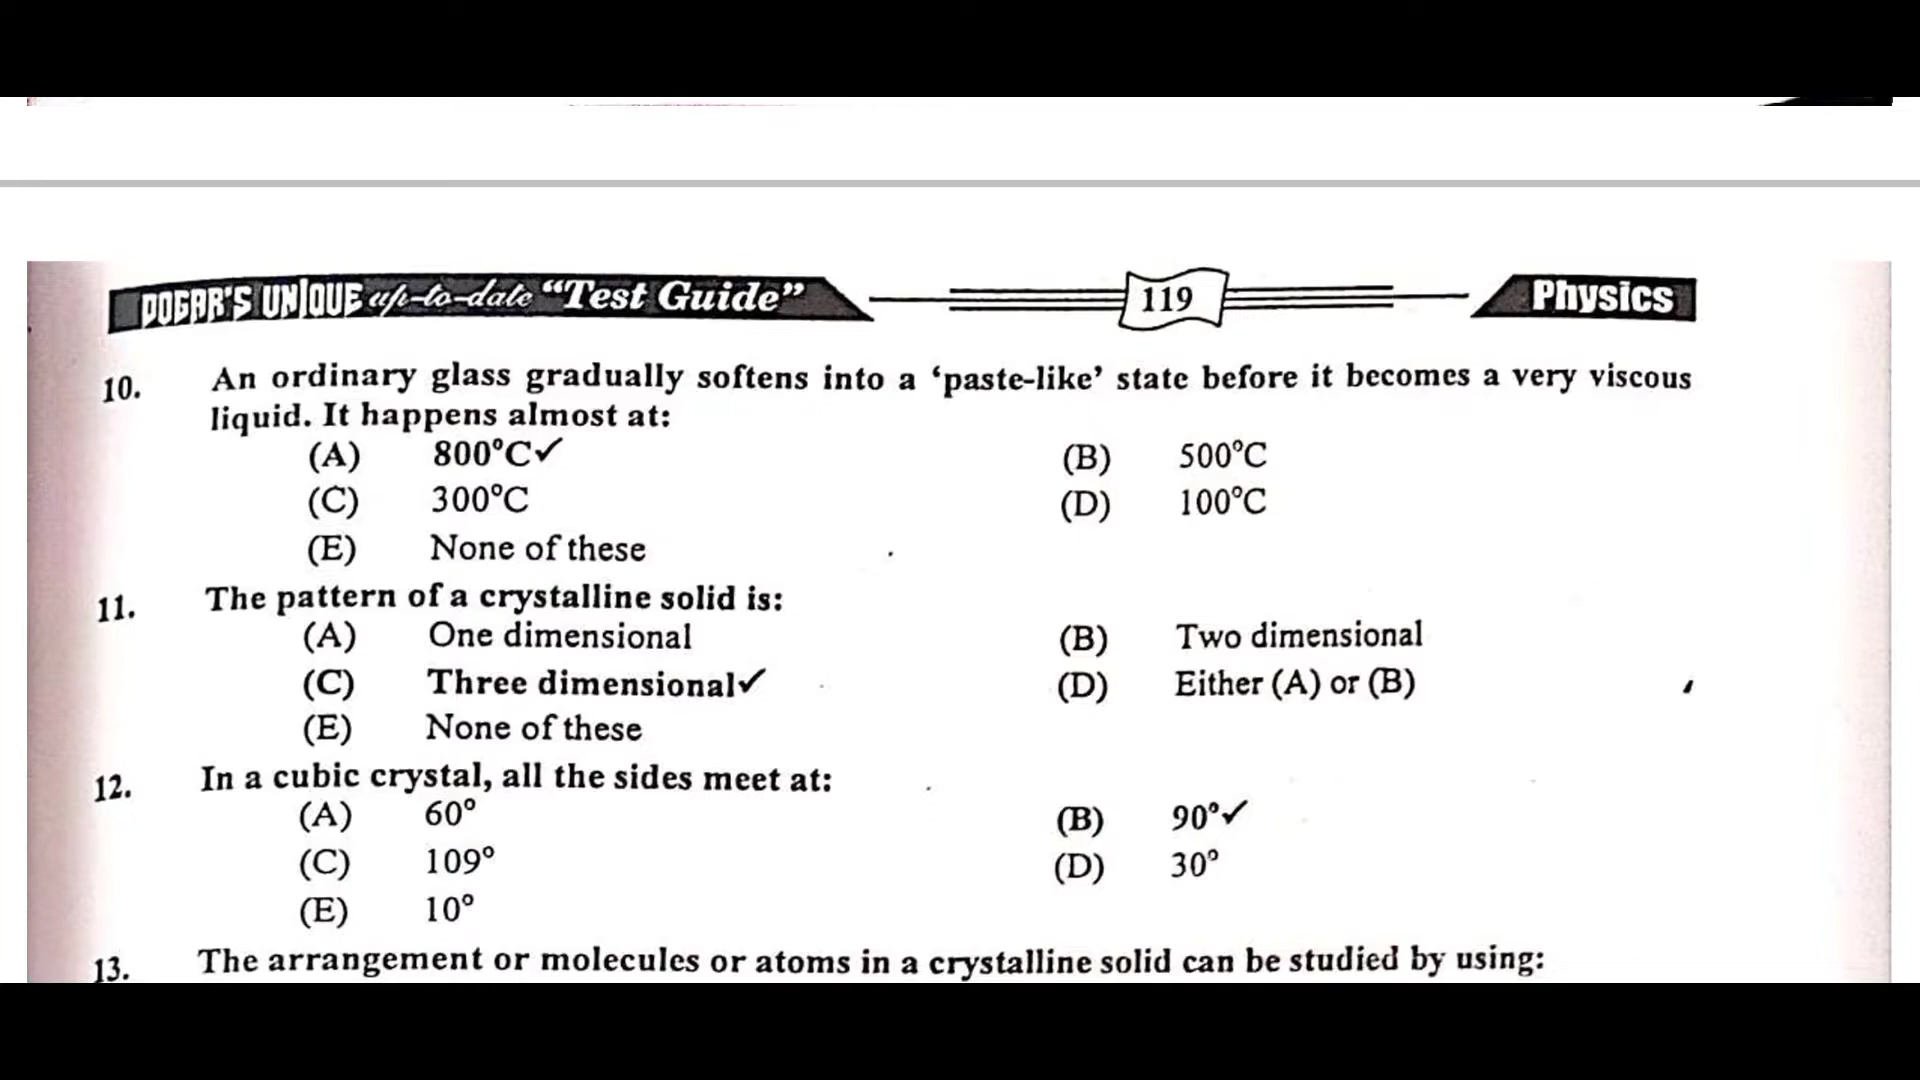 DOGAR'S UNIQUE up-to-date “Test Guide” 119 Physics
10. An ordinary glass gradually softens into a ‘paste-like’ state before it becomes a very viscous
liquid. It happens almost at:
(A) 800°C✓ (B) 500°C
(C) 300°C (D) 100°C
(E) None of these
11. The pattern of a crystalline solid is:
(A) One dimensional (B) Two dimensional
(C) Three dimensional✓ (D) Either (A) or (B)
(E) None of these
12. In a cubic crystal, all the sides meet at:
(A) 60° (B) 90°✓
(C) 109° (D) 30°
(E) 10°
13. The arrangement or molecules or atoms in a crystalline solid can be studied by using: